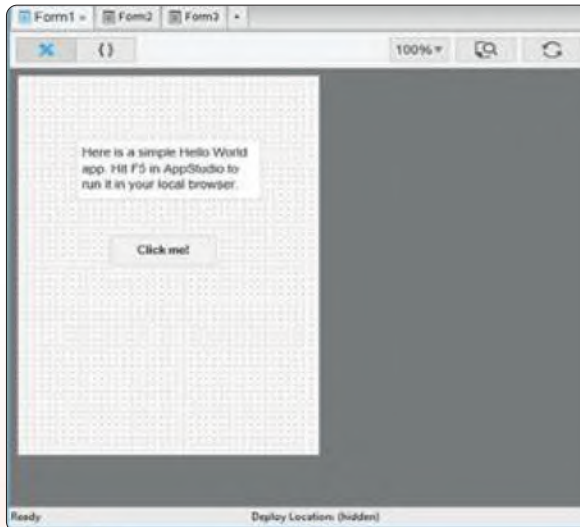 Form1
Form2
Form3
{ }
100%
Here is a simple Hello World
app. Hit F5 in AppStudio to
run it in your local browser.
Click me!
Ready
Deploy Location: (hidden)